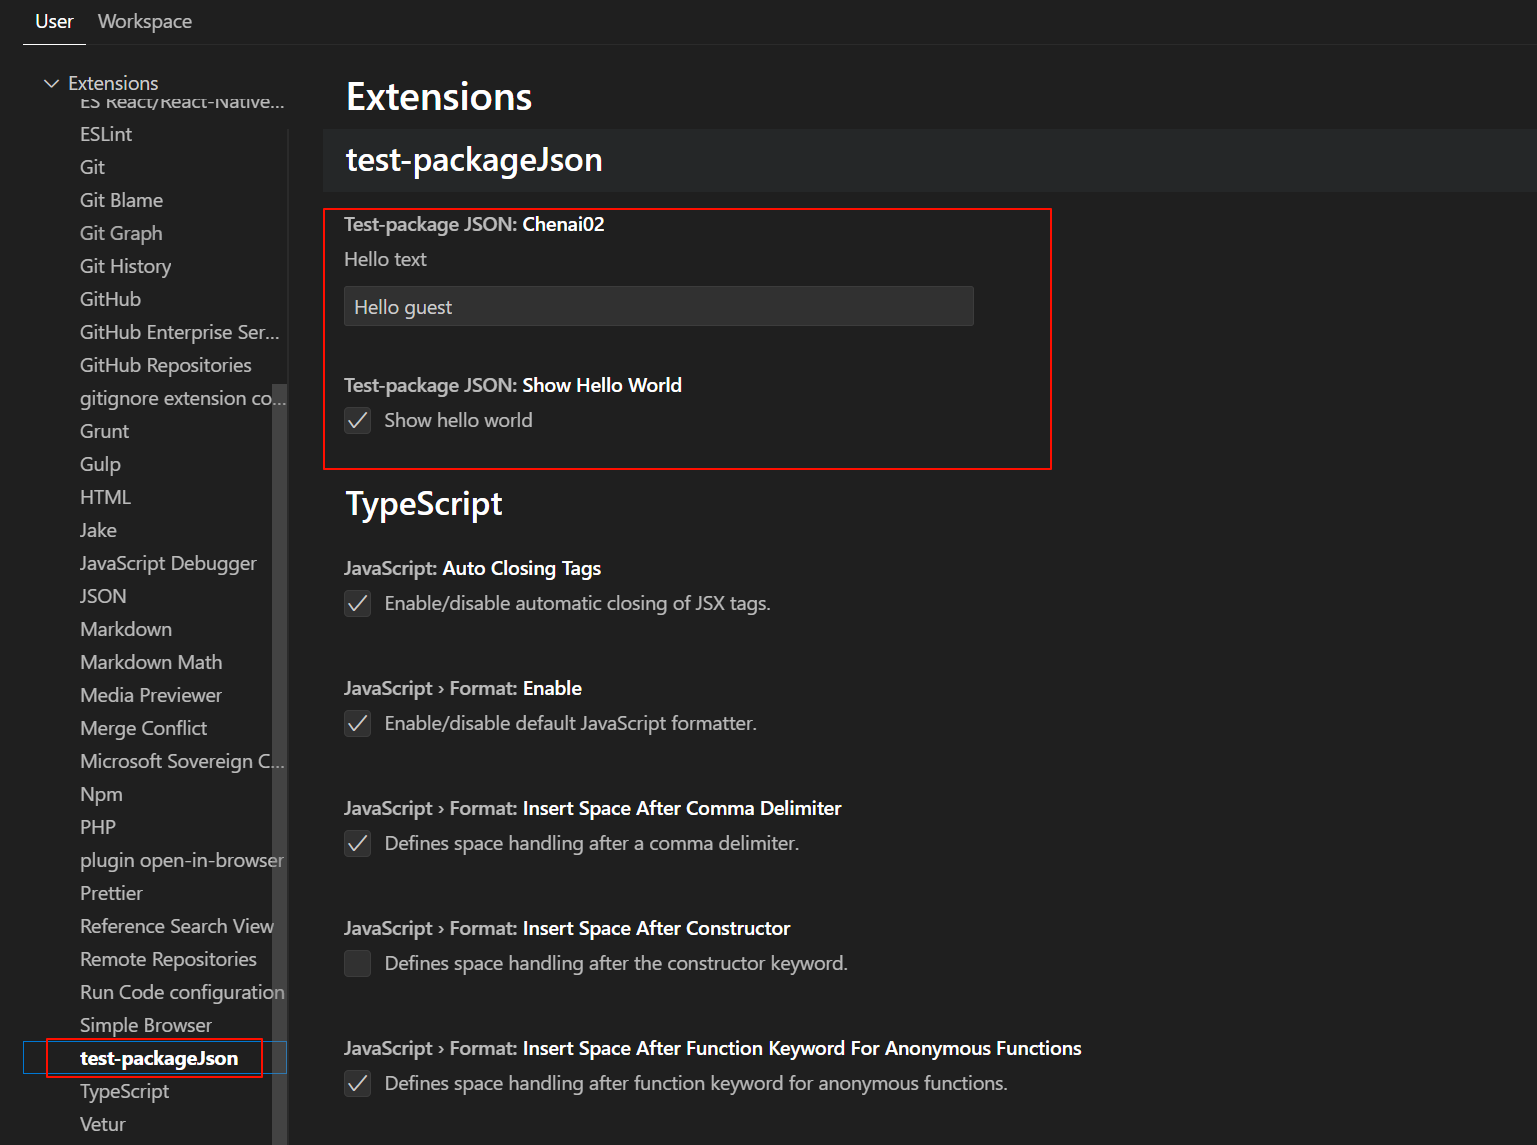 User Workspace
Extensions
ES React/React-Native...
ESLint
Git
Git Blame
Git Graph
Git History
GitHub
GitHub Enterprise Ser...
GitHub Repositories
gitignore extension co...
Grunt
Gulp
HTML
Jake
JavaScript Debugger
JSON
Markdown
Markdown Math
Media Previewer
Merge Conflict
Microsoft Sovereign C...
Npm
PHP
plugin open-in-browser
Prettier
Reference Search View
Remote Repositories
Run Code configuration
Simple Browser
test-packageJson
TypeScript
Vetur
Extensions
test-packageJson
Test-package JSON: Chenai02
Hello text
Hello guest
Test-package JSON: Show Hello World
Show hello world
TypeScript
JavaScript: Auto Closing Tags
Enable/disable automatic closing of JSX tags.
JavaScript › Format: Enable
Enable/disable default JavaScript formatter.
JavaScript › Format: Insert Space After Comma Delimiter
Defines space handling after a comma delimiter.
JavaScript › Format: Insert Space After Constructor
Defines space handling after the constructor keyword.
JavaScript › Format: Insert Space After Function Keyword For Anonymous Functions
Defines space handling after function keyword for anonymous functions.